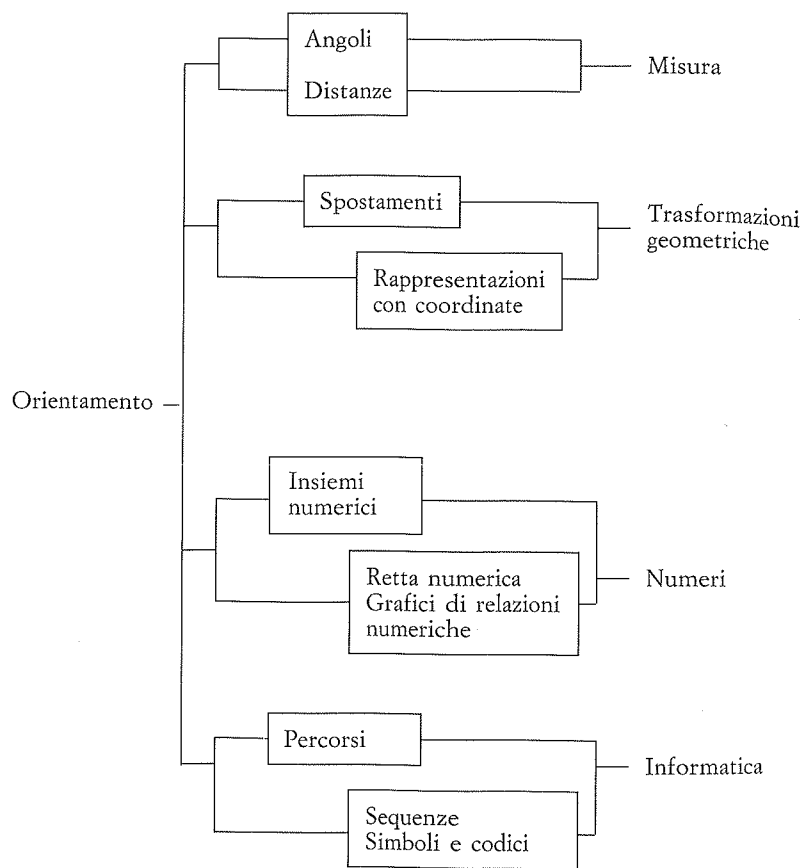 Angoli
Distanze
Misura
Spostamenti
Rappresentazioni
con coordinate
Trasformazioni
geometriche
Orientamento
Insiemi
numerici
Retta numerica
Grafici di relazioni
numeriche
Numeri
Percorsi
Sequenze
Simboli e codici
Informatica